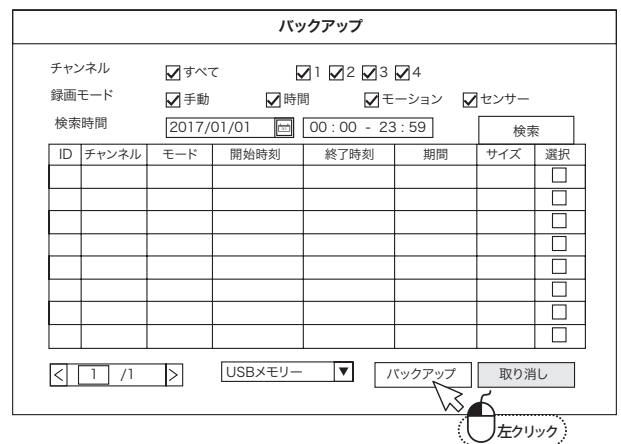 バックアップ
チャンネル すべて 1 2 3 4
録画モード 手動 時間 モーション センサー
検索時間 2017/01/01 00 : 00 - 23 : 59 検索
ID チャンネル モード 開始時刻 終了時刻 期間 サイズ 選択
< 1 /1 > USBメモリー ▼ バックアップ 取り消し
左クリック